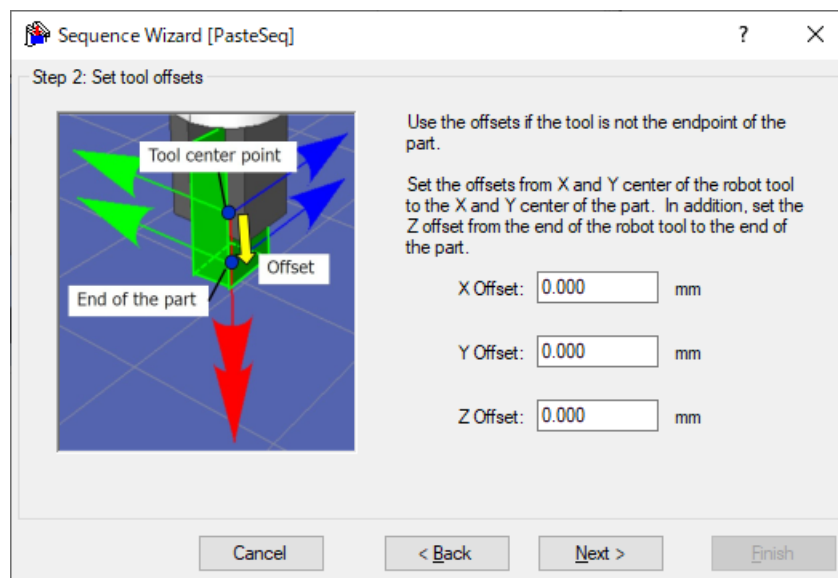 Sequence Wizard [PasteSeq]
?
Step 2: Set tool offsets
Tool center point
Offset
End of the part
Use the offsets if the tool is not the endpoint of the
part.
Set the offsets from X and Y center of the robot tool
to the X and Y center of the part.  In addition, set the
Z offset from the end of the robot tool to the end of
the part.
X Offset: 0.000 mm
Y Offset: 0.000 mm
Z Offset: 0.000 mm
Cancel < Back Next > Finish